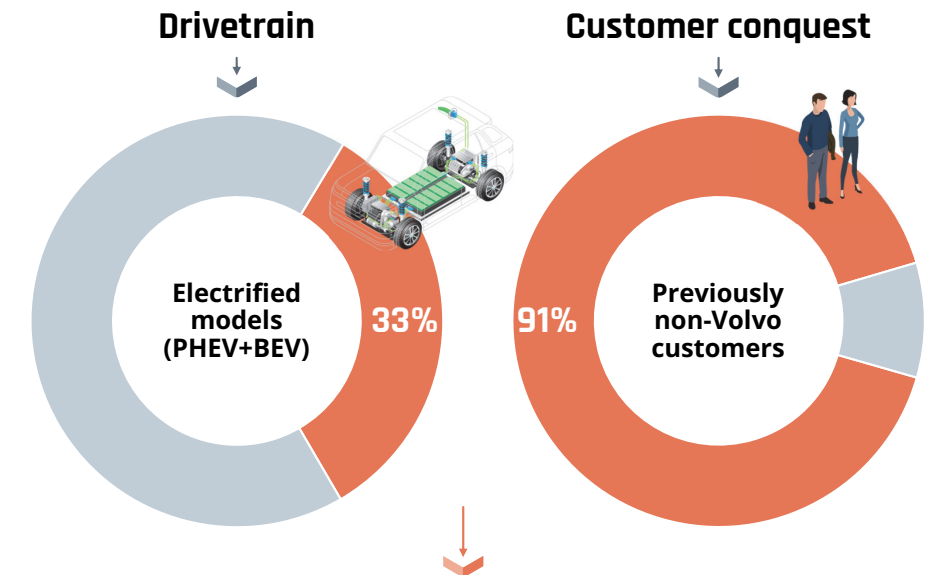 Drivetrain
Electrified
models
(PHEV+BEV)
33%
Customer conquest
91%
Previously
non-Volvo
customers